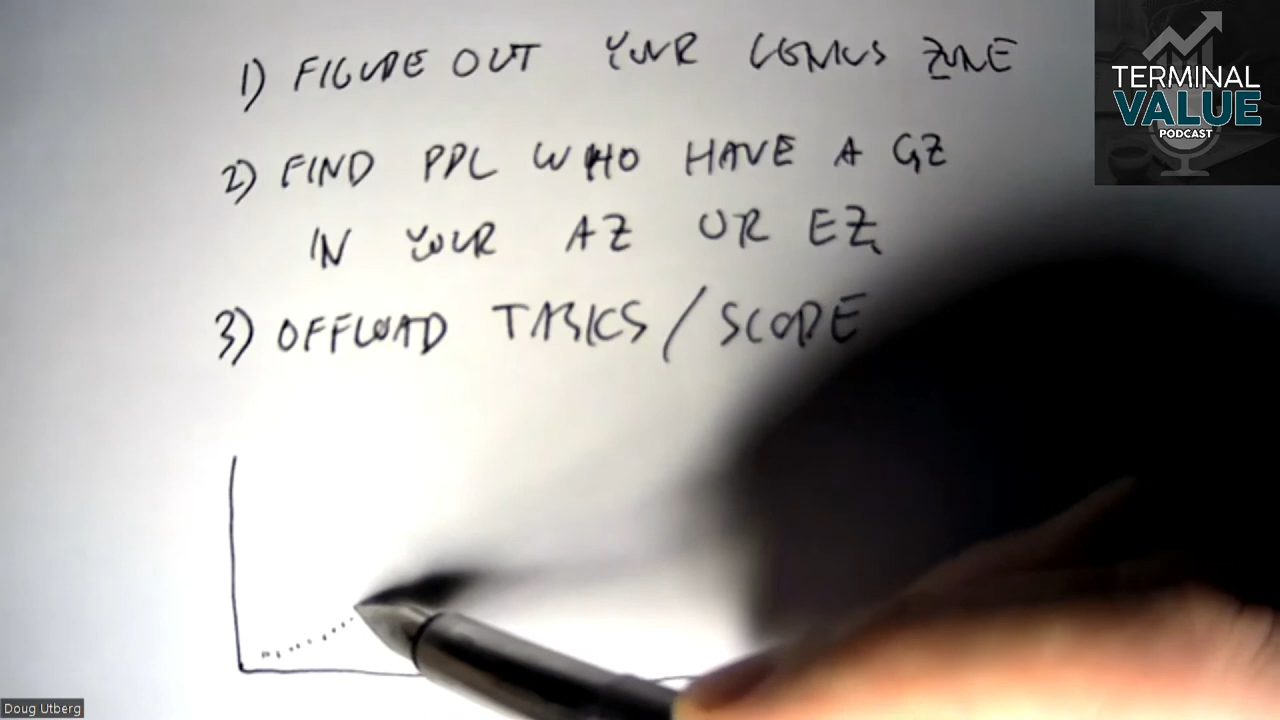 1) FIGURE OUT YOUR GENIUS ZONE
2) FIND PPL WHO HAVE A GZ
IN YOUR AZ OR EZ
3) OFFLOAD TASKS / SCOPE
TERMINAL
VALUE
PODCAST
Doug Utberg